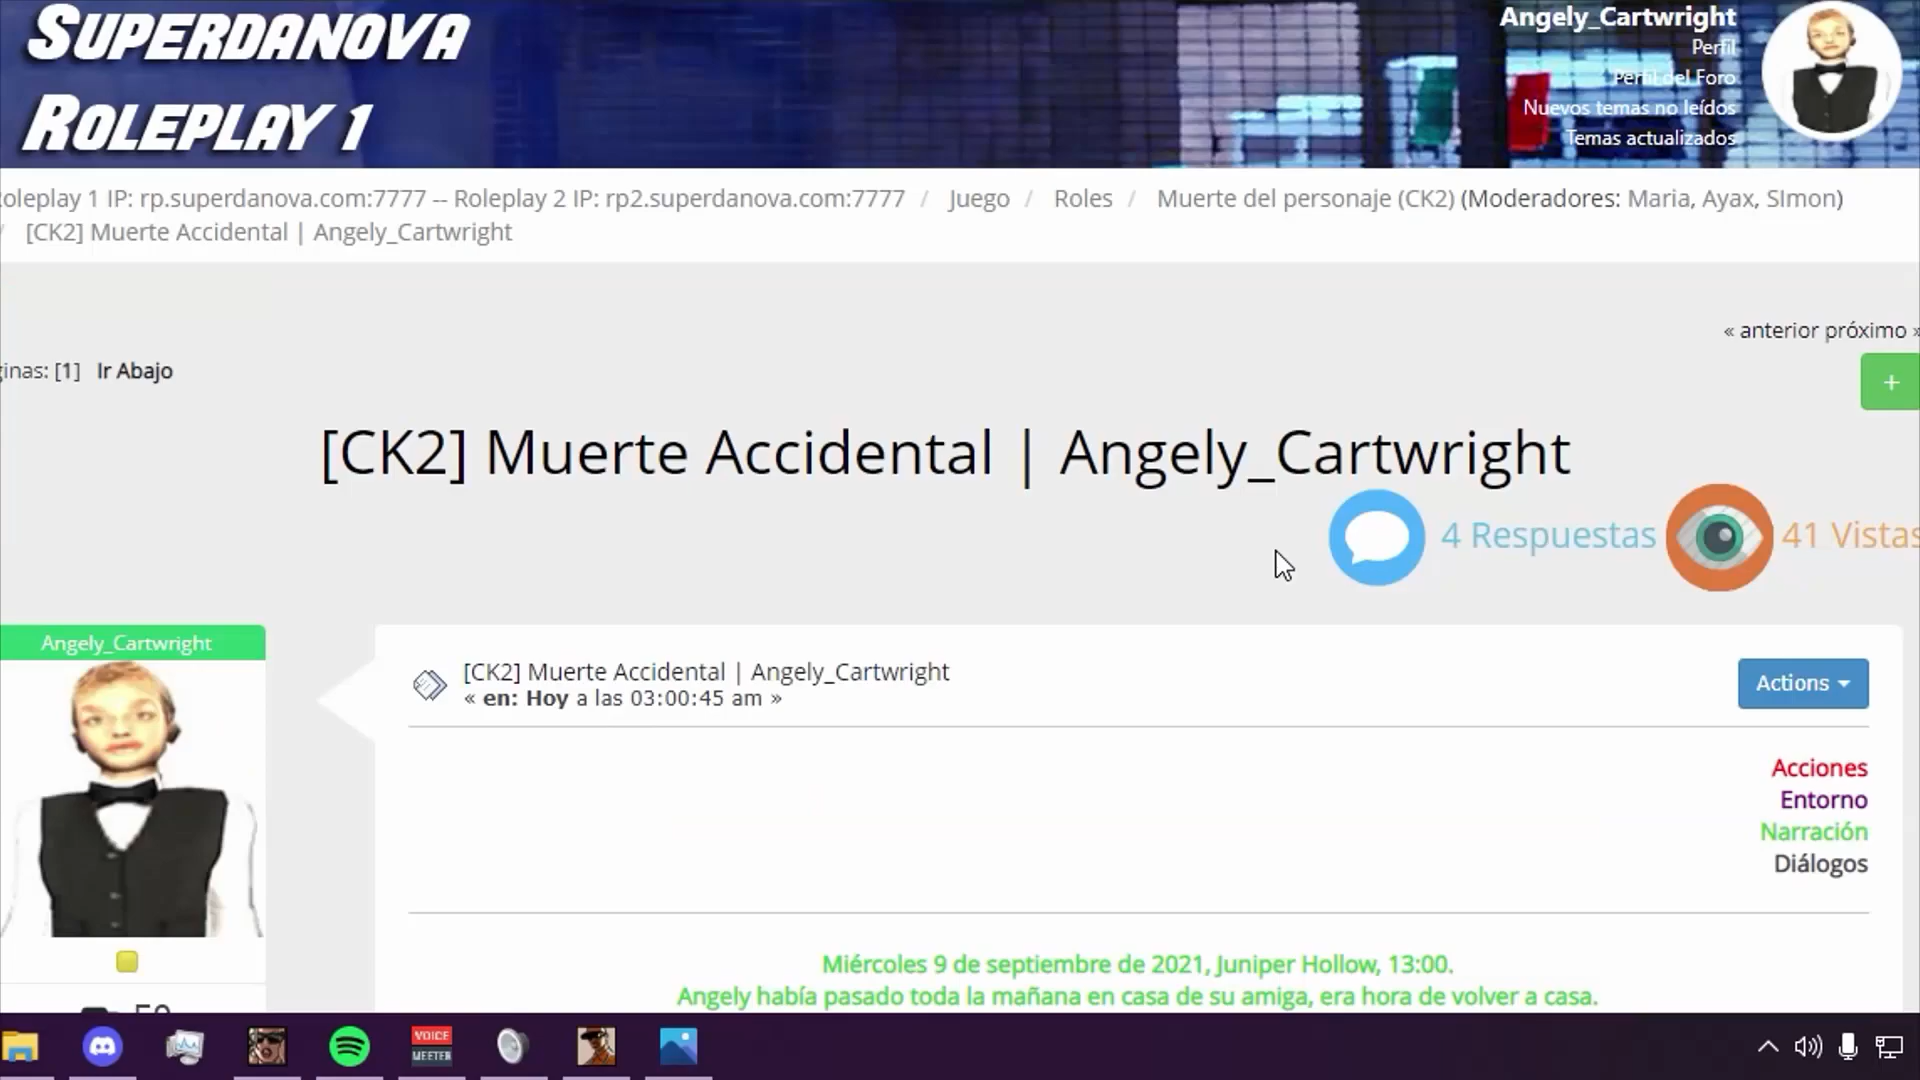 SUPERDANOVA
ROLEPLAY 1
Angely_Cartwright
Perfil
Perfil del Foro
Nuevos temas no leídos
Temas actualizados
oleplay 1 IP: rp.superdanova.com:7777 -- Roleplay 2 IP: rp2.superdanova.com:7777 / Juego / Roles / Muerte del personaje (CK2) (Moderadores: Maria, Ayax, SImon)
/ [CK2] Muerte Accidental | Angely_Cartwright
« anterior próximo »
ginas: [1] Ir Abajo
+
[CK2] Muerte Accidental | Angely_Cartwright
4 Respuestas 41 Vistas
Angely_Cartwright
[CK2] Muerte Accidental | Angely_Cartwright
« en: Hoy a las 03:00:45 am »
Actions
Acciones
Entorno
Narración
Diálogos
Miércoles 9 de septiembre de 2021, Juniper Hollow, 13:00.
Angely había pasado toda la mañana en casa de su amiga, era hora de volver a casa.
VOICE
MEETER